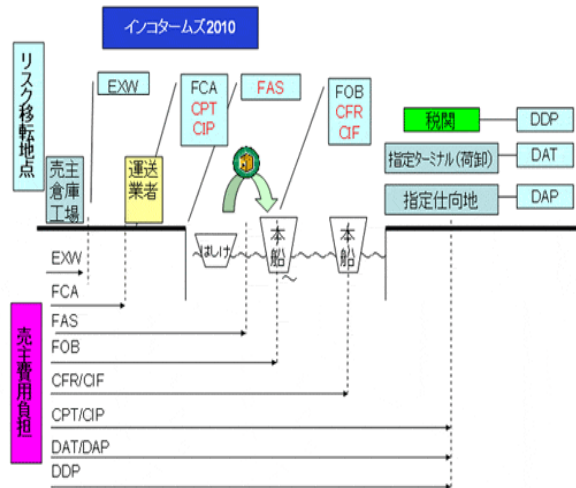 インコタームズ2010
リスク移転地点
EXW
FCA
CPT
CIP
FAS
FOB
CFR
CIF
税関
DDP
指定ターミナル(荷卸)
DAT
指定仕向地
DAP
売主
倉庫
工場
運送
業者
はしけ
本船
本船
売主費用負担
EXW
FCA
FAS
FOB
CFR/CIF
CPT/CIP
DAT/DAP
DDP